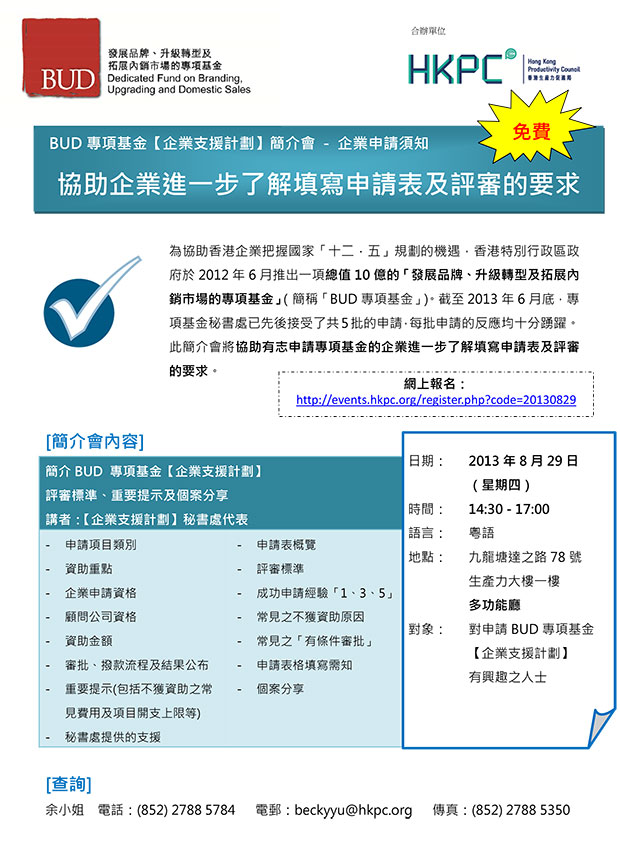 合辦單位
BUD
發展品牌、升級轉型及
拓展內銷市場的專項基金
Dedicated Fund on Branding,
Upgrading and Domestic Sales
HKPC
Hong Kong
Productivity Council
香港生產力促進局
免費
BUD 專項基金【企業支援計劃】簡介會 - 企業申請須知
協助企業進一步了解填寫申請表及評審的要求
為協助香港企業把握國家「十二．五」規劃的機遇，香港特別行政區政
府於 2012 年 6 月推出一項總值 10 億的「發展品牌、升級轉型及拓展內
銷市場的專項基金」(簡稱「BUD 專項基金」)。截至 2013 年 6 月底，專
項基金秘書處已先後接受了共 5 批的申請，每批申請的反應均十分踴躍。
此簡介會將協助有志申請專項基金的企業進一步了解填寫申請表及評審
的要求。
網上報名：
http://events.hkpc.org/register.php?code=20130829
[簡介會內容]
簡介 BUD 專項基金【企業支援計劃】
評審標準、重要提示及個案分享
講者：【企業支援計劃】秘書處代表
- 申請項目類別
- 資助重點
- 企業申請資格
- 顧問公司資格
- 資助金額
- 審批、撥款流程及結果公布
- 重要提示(包括不獲資助之常
見費用及項目開支上限等)
- 秘書處提供的支援
- 申請表概覽
- 評審標準
- 成功申請經驗「1、3、5」
- 常見之不獲資助原因
- 常見之「有條件審批」
- 申請表格填寫需知
- 個案分享
日期： 2013 年 8 月 29 日
（星期四）
時間： 14:30 - 17:00
語言： 粵語
地點： 九龍塘達之路 78 號
生產力大樓一樓
多功能廳
對象： 對申請 BUD 專項基金
【企業支援計劃】
有興趣之人士
[查詢]
余小姐 電話：(852) 2788 5784 電郵：beckyyu@hkpc.org 傳真：(852) 2788 5350